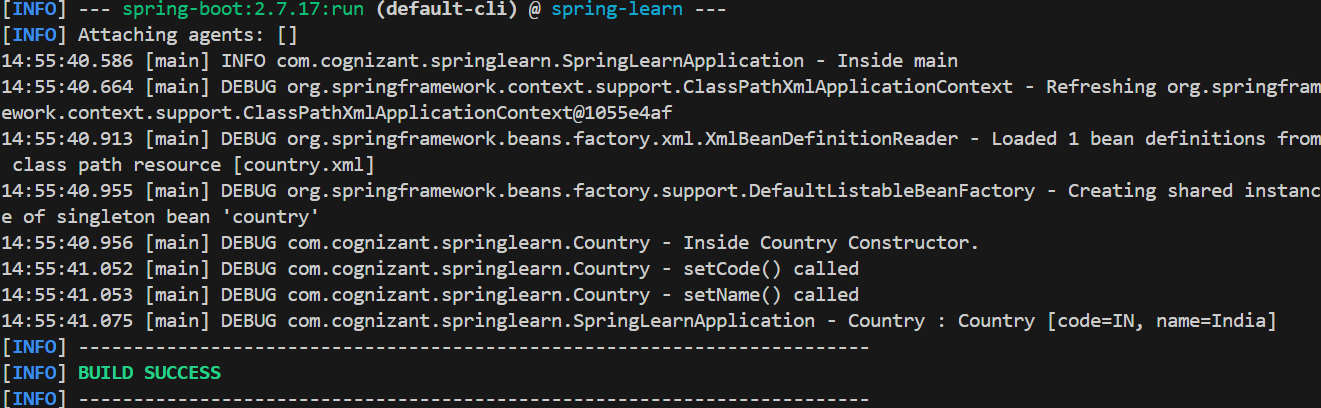 [INFO] --- spring-boot:2.7.17:run (default-cli) @ spring-learn ---
[INFO] Attaching agents: []
14:55:40.586 [main] INFO com.cognizant.springlearn.SpringLearnApplication - Inside main
14:55:40.664 [main] DEBUG org.springframework.context.support.ClassPathXmlApplicationContext - Refreshing org.springfram
ework.context.support.ClassPathXmlApplicationContext@1055e4af
14:55:40.913 [main] DEBUG org.springframework.beans.factory.xml.XmlBeanDefinitionReader - Loaded 1 bean definitions from
 class path resource [country.xml]
14:55:40.955 [main] DEBUG org.springframework.beans.factory.support.DefaultListableBeanFactory - Creating shared instanc
e of singleton bean 'country'
14:55:40.956 [main] DEBUG com.cognizant.springlearn.Country - Inside Country Constructor.
14:55:41.052 [main] DEBUG com.cognizant.springlearn.Country - setCode() called
14:55:41.053 [main] DEBUG com.cognizant.springlearn.Country - setName() called
14:55:41.075 [main] DEBUG com.cognizant.springlearn.SpringLearnApplication - Country : Country [code=IN, name=India]
[INFO] ------------------------------------------------------------------------
[INFO] BUILD SUCCESS
[INFO] ------------------------------------------------------------------------